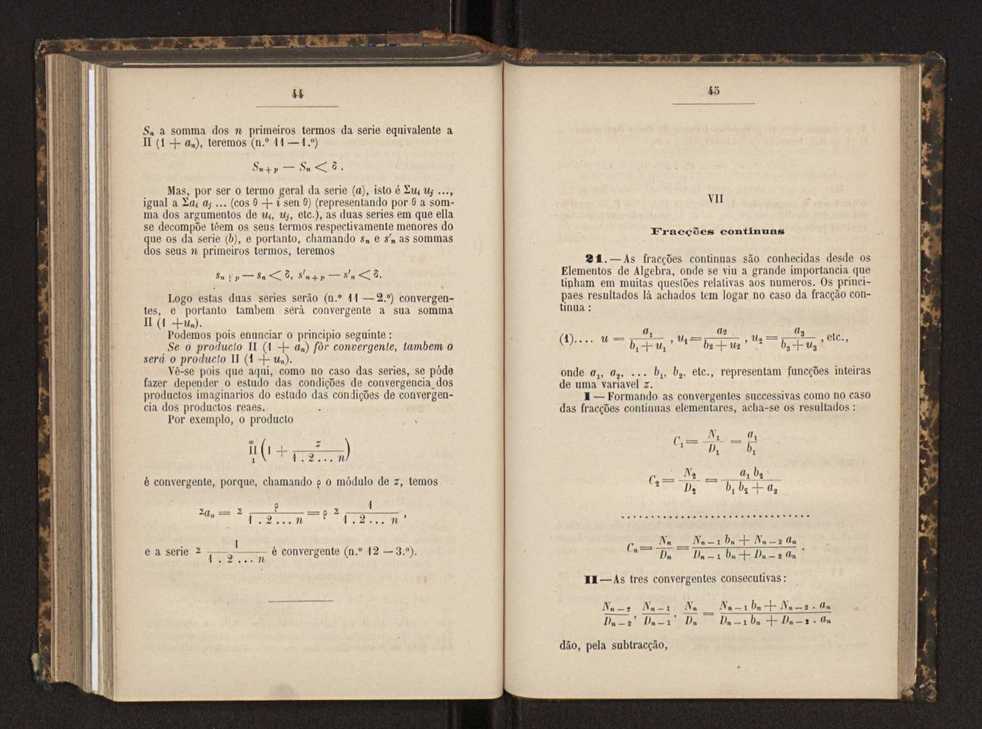 44
Sₙ a somma dos n primeiros termos da serie equivalente a
Π (1 + aₙ), teremos (n.º 11 — 1.º)
Sₙ₊ₚ — Sₙ < δ .
Mas, por ser o termo geral da serie (a), isto é Σuᵢ uⱼ ...,
igual a Σaᵢ aⱼ ... (cos θ + i sen θ) (representando por θ a som-
ma dos argumentos de uᵢ, uⱼ, etc.), as duas series em que ella
se decompõe têem os seus termos respectivamente menores do
que os da serie (b), e portanto, chamando sₙ e s'ₙ as sommas
dos seus n primeiros termos, teremos
sₙ₊ₚ — sₙ < δ, s'ₙ₊ₚ — s'ₙ < δ.
Logo estas duas series serão (n.º 11 — 2.º) convergen-
tes, e portanto tambem será convergente a sua somma
Π (1 + uₙ).
Podemos pois enunciar o principio seguinte :
Se o producto Π (1 + aₙ) fôr convergente, tambem o
será o producto Π (1 + uₙ).
Vê-se pois que aqui, como no caso das series, se póde
fazer depender o estudo das condições de convergencia dos
productos imaginarios do estudo das condições de convergen-
cia dos productos reaes.
Por exemplo, o producto
∞Π₁ (1 + z / 1 . 2 ... n)
é convergente, porque, chamando ρ o módulo de z, temos
Σaₙ = Σ ρ / 1 . 2 ... n = ρ Σ 1 / 1 . 2 ... n ,
e a serie Σ 1 / 1 . 2 ... n é convergente (n.º 12 — 3.º).
45
VII
Fracções continuas
21. — As fracções continuas são conhecidas desde os
Elementos de Algebra, onde se viu a grande importancia que
tinham em muitas questões relativas aos numeros. Os princi-
paes resultados lá achados tem logar no caso da fracção con-
tinua :
(1).... u = a₁ / b₁ + u₁ , u₁ = a₂ / b₂ + u₂ , u₂ = a₃ / b₃ + u₃ , etc.,
onde a₁, a₂, ... b₁, b₂, etc., representam funcções inteiras
de uma variavel z.
I — Formando as convergentes successivas como no caso
das fracções continuas elementares, acha-se os resultados :
C₁ = N₁ / D₁ = a₁ / b₁
C₂ = N₂ / D₂ = a₁ b₂ / b₁ b₂ + a₂
..............................
Cₙ = Nₙ / Dₙ = Nₙ₋₁ bₙ + Nₙ₋₂ aₙ / Dₙ₋₁ bₙ + Dₙ₋₂ aₙ .
II — As tres convergentes consecutivas :
Nₙ₋₂ / Dₙ₋₂ , Nₙ₋₁ / Dₙ₋₁ , Nₙ / Dₙ = Nₙ₋₁ bₙ + Nₙ₋₂ . aₙ / Dₙ₋₁ bₙ + Dₙ₋₂ . aₙ
dão, pela subtracção,